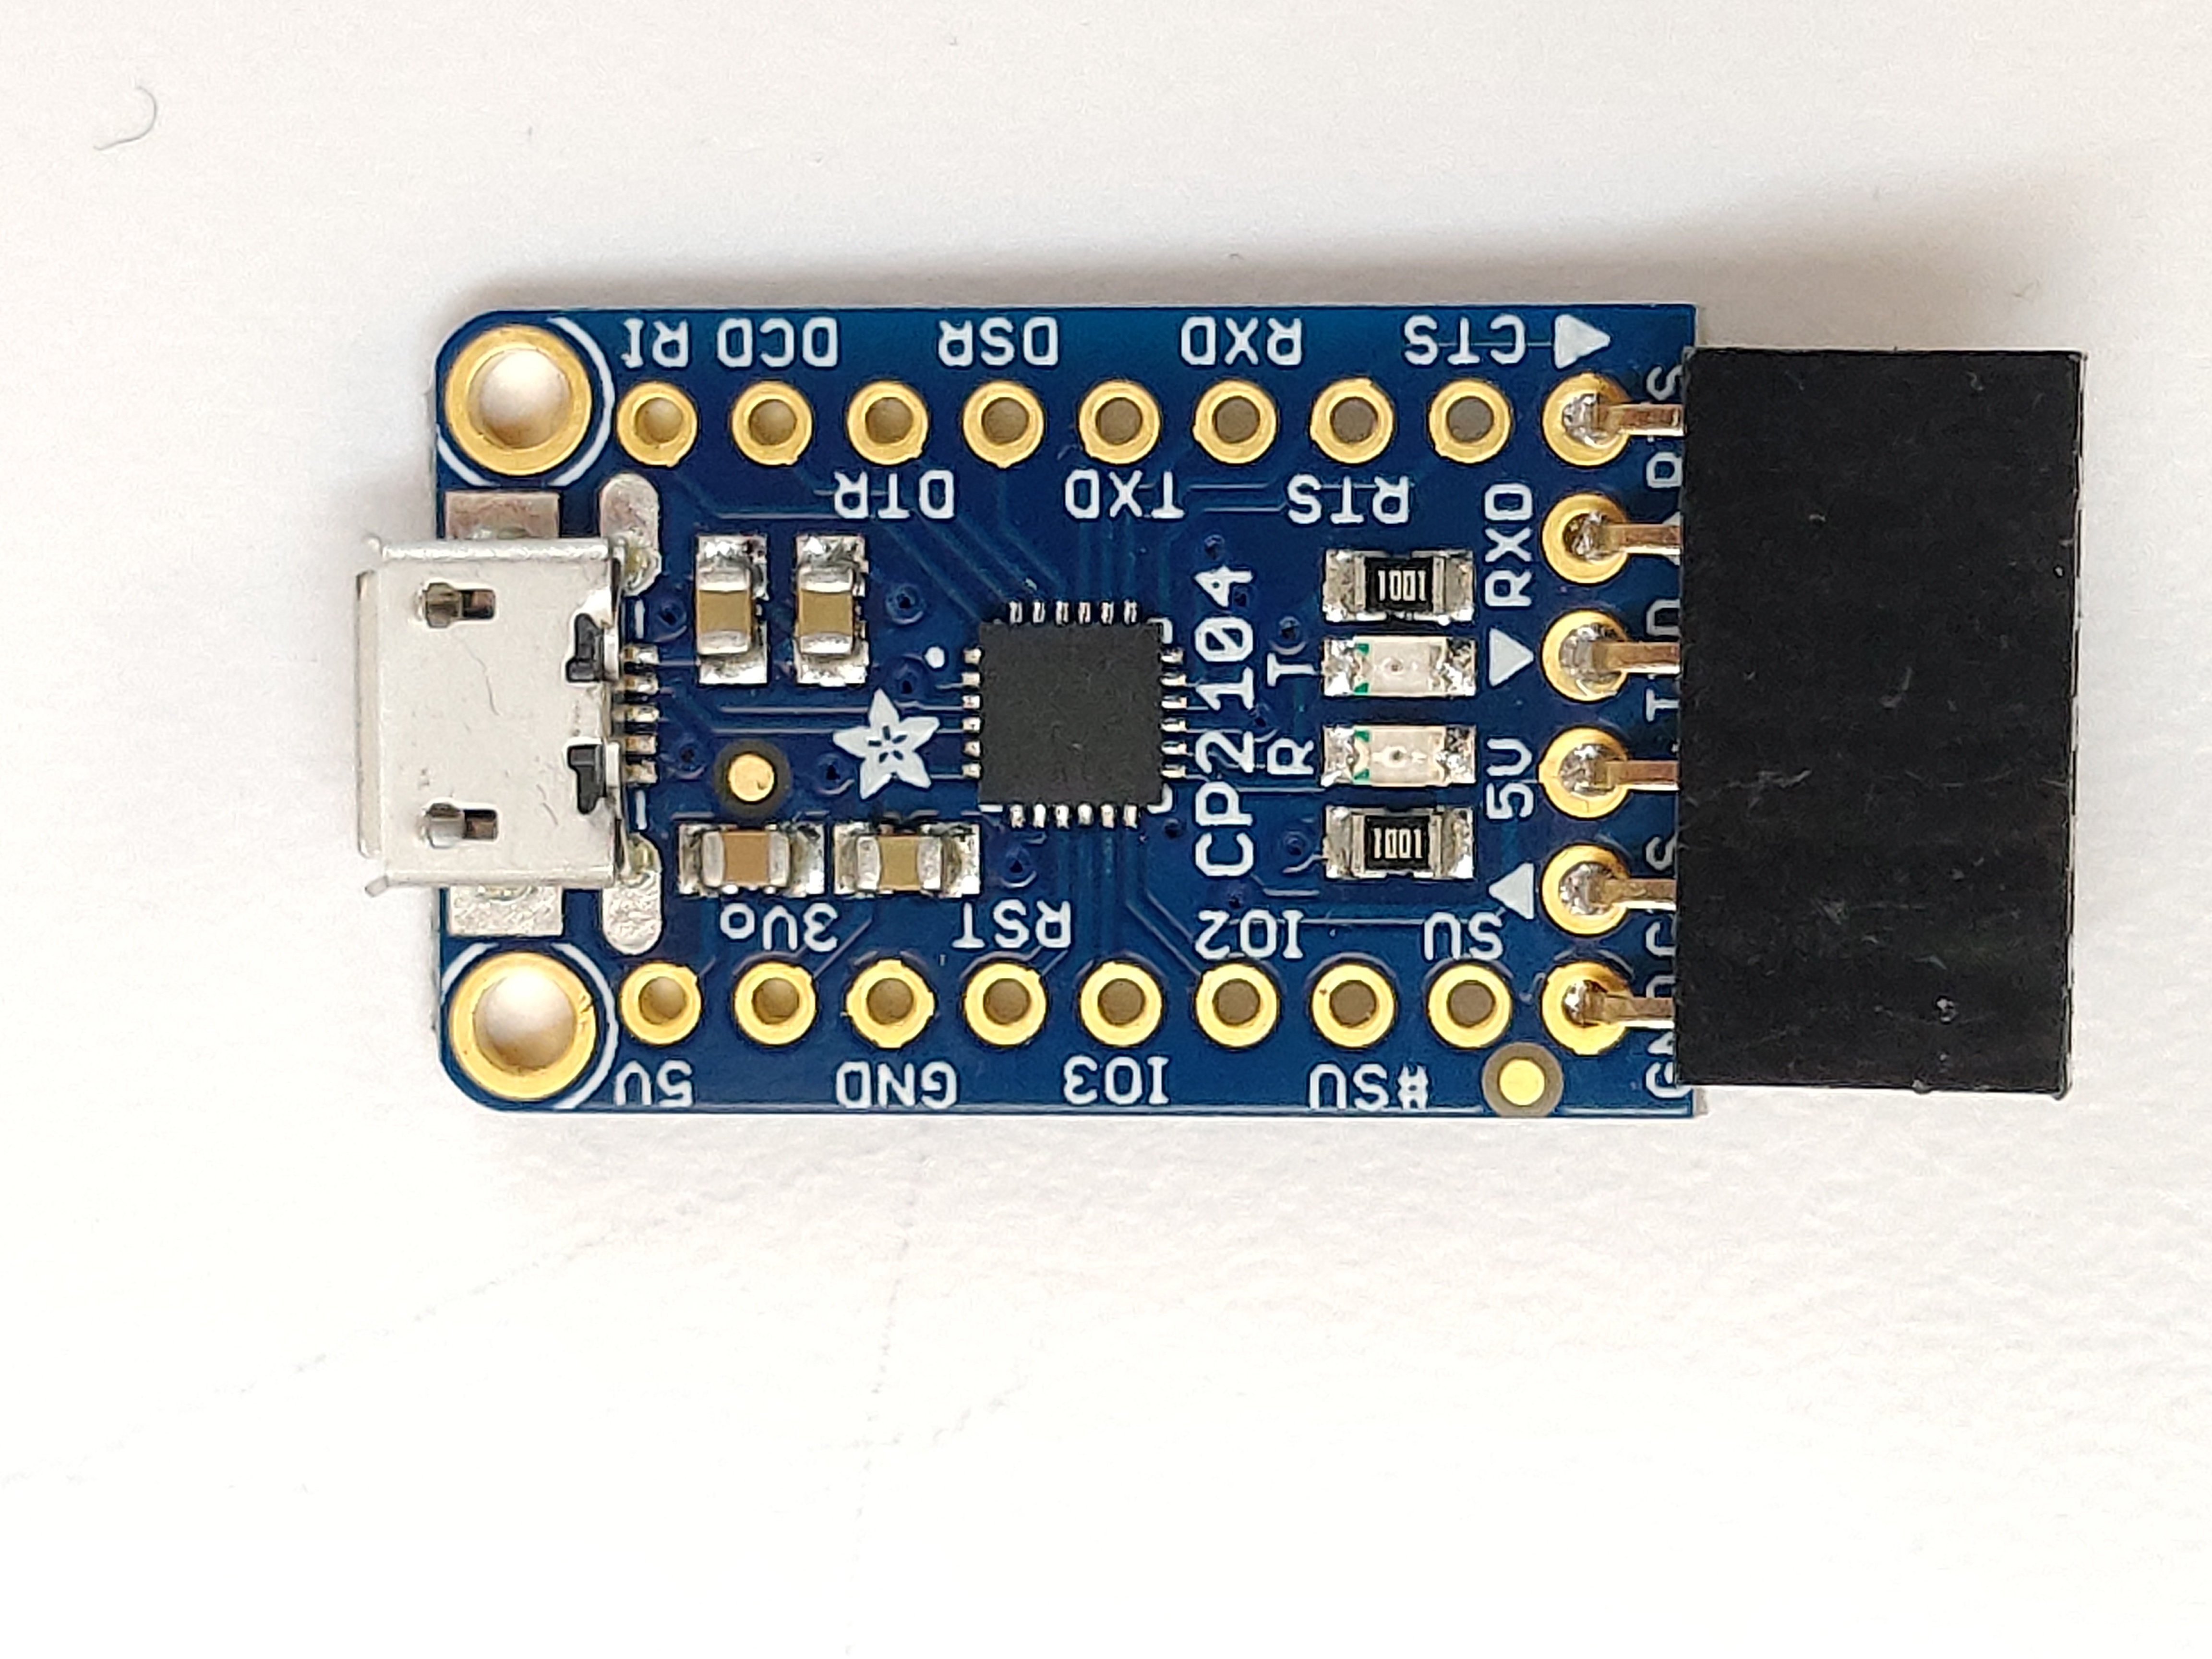 RI
DCD
DSR
RXD
CTS
DTR
TXD
RTS
RXD
5V
CP2104
T
R
1001
1001
3Vo
RST
IO2
SU
5V
GND
IO3
#SU